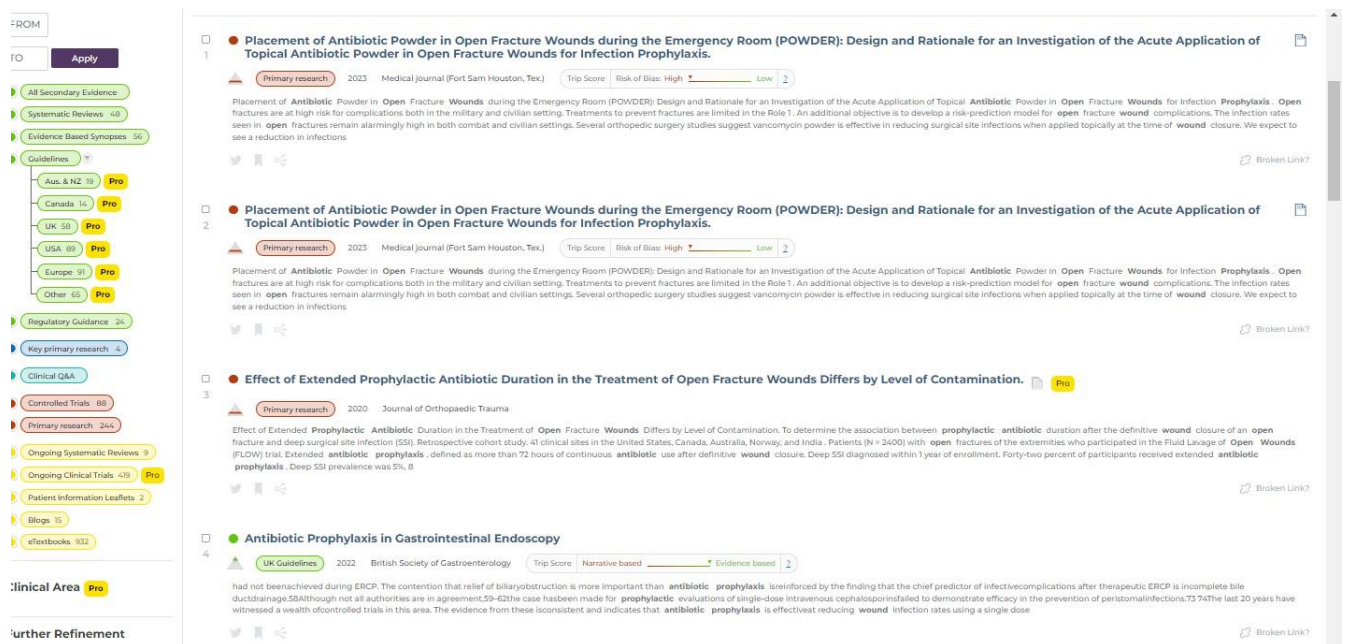 FROM
TO
Apply
All Secondary Evidence
Systematic Reviews 48
Evidence Based Synopses 56
Guidelines
Aus. & NZ 19 Pro
Canada 14 Pro
UK 58 Pro
USA 89 Pro
Europe 91 Pro
Other 65 Pro
Regulatory Guidance 24
Key primary research 4
Clinical Q&A
Controlled Trials 88
Primary research 244
Ongoing Systematic Reviews 9
Ongoing Clinical Trials 419 Pro
Patient Information Leaflets 2
Blogs 15
eTextbooks 932
Clinical Area Pro
Further Refinement
1
Placement of Antibiotic Powder in Open Fracture Wounds during the Emergency Room (POWDER): Design and Rationale for an Investigation of the Acute Application of
Topical Antibiotic Powder in Open Fracture Wounds for Infection Prophylaxis.
Primary research 2023 Medical journal (Fort Sam Houston, Tex.) Trip Score Risk of Bias: High Low ?
Placement of Antibiotic Powder in Open Fracture Wounds during the Emergency Room (POWDER): Design and Rationale for an Investigation of the Acute Application of Topical Antibiotic Powder in Open Fracture Wounds for Infection Prophylaxis . Open
fractures are at high risk for complications both in the military and civilian settings. Treatments to prevent fractures are limited in the Role 1 . An additional objective is to develop a risk-prediction model for open fracture wound complications. The infection rates
seen in open fractures remain alarmingly high in both combat and civilian settings. Several orthopedic surgery studies suggest vancomycin powder is effective in reducing surgical site infections when applied topically at the time of wound closure. We expect to
see a reduction in infections
Broken Link?
2
Placement of Antibiotic Powder in Open Fracture Wounds during the Emergency Room (POWDER): Design and Rationale for an Investigation of the Acute Application of
Topical Antibiotic Powder in Open Fracture Wounds for Infection Prophylaxis.
Primary research 2023 Medical journal (Fort Sam Houston, Tex.) Trip Score Risk of Bias: High Low ?
Placement of Antibiotic Powder in Open Fracture Wounds during the Emergency Room (POWDER): Design and Rationale for an Investigation of the Acute Application of Topical Antibiotic Powder in Open Fracture Wounds for Infection Prophylaxis . Open
fractures are at high risk for complications both in the military and civilian settings. Treatments to prevent fractures are limited in the Role 1 . An additional objective is to develop a risk-prediction model for open fracture wound complications. The infection rates
seen in open fractures remain alarmingly high in both combat and civilian settings. Several orthopedic surgery studies suggest vancomycin powder is effective in reducing surgical site infections when applied topically at the time of wound closure. We expect to
see a reduction in infections
Broken Link?
3
Effect of Extended Prophylactic Antibiotic Duration in the Treatment of Open Fracture Wounds Differs by Level of Contamination. Pro
Primary research 2020 Journal of Orthopaedic Trauma
Effect of Extended Prophylactic Antibiotic Duration in the Treatment of Open Fracture Wounds Differs by Level of Contamination. To determine the association between prophylactic antibiotic duration after the definitive wound closure of an open
fracture and deep surgical site infection (SSI). Retrospective cohort study. 41 clinical sites in the United States, Canada, Australia, Norway, and India . Patients (N = 2400) with open fractures of the extremities who participated in the Fluid Lavage of Open Wounds
(FLOW) trial. Extended antibiotic prophylaxis , defined as more than 72 hours of continuous antibiotic use after definitive wound closure. Deep SSI diagnosed within 1 year of enrollment. Forty-two percent of participants received extended antibiotic
prophylaxis . Deep SSI prevalence was 5%, 8
Broken Link?
4
Antibiotic Prophylaxis in Gastrointestinal Endoscopy
UK Guidelines 2022 British Society of Gastroenterology Trip Score Narrative based Evidence based ?
had not beenachieved during ERCP. The contention that relief of biliaryobstruction is more important than antibiotic prophylaxis isreinforced by the finding that the chief predictor of infectivecomplications after therapeutic ERCP is incomplete bile
ductdrainage.58Although not all authorities are in agreement,59–62the case hasbeen made for prophylactic evaluations of single-dose intravenous cephalosporinsfailed to demonstrate efficacy in the prevention of peristomalinfections.73 74The last 20 years have
witnessed a wealth ofcontrolled trials in this area. The evidence from these isconsistent and indicates that antibiotic prophylaxis is effectiveat reducing wound infection rates using a single dose
Broken Link?